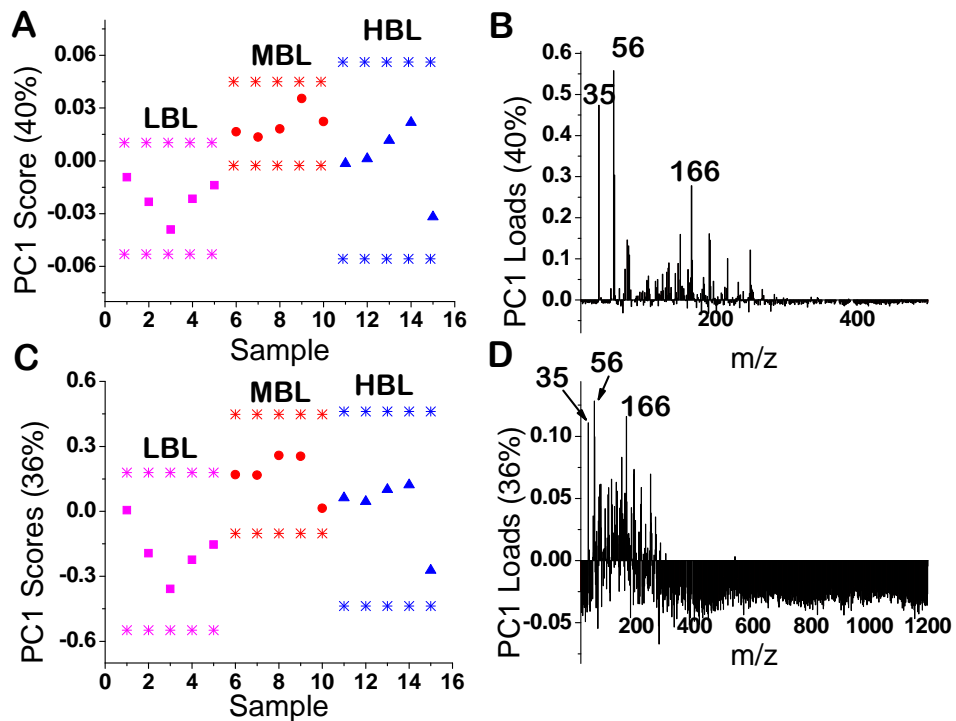 A
PC1 Score (40%)
0.06
0.03
0.00
-0.03
-0.06
LBL
MBL
HBL
0 2 4 6 8 10 12 14 16
Sample
B
PC1 Loads (40%)
0.6
0.5
0.4
0.3
0.2
0.1
0.0
35
56
166
200 400
m/z
C
PC1 Scores (36%)
0.6
0.3
0.0
-0.3
-0.6
LBL
MBL
HBL
0 2 4 6 8 10 12 14 16
Sample
D
PC1 Loads (36%)
0.10
0.05
0.00
-0.05
35
56
166
200 400 600 800 1000 1200
m/z